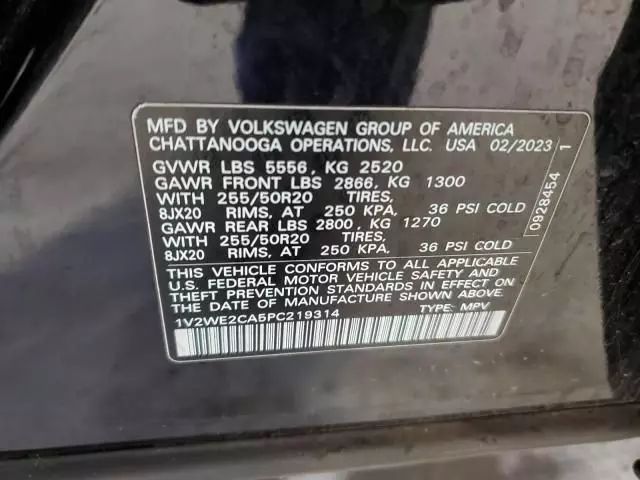 MFD BY VOLKSWAGEN GROUP OF AMERICA
CHATTANOOGA OPERATIONS, LLC. USA 02/2023
GVWR LBS 5556, KG 2520
GAWR FRONT LBS 2866, KG 1300
WITH 255/50R20 TIRES,
8JX20 RIMS, AT 250 KPA, 36 PSI COLD
GAWR REAR LBS 2800, KG 1270
WITH 255/50R20 TIRES,
8JX20 RIMS, AT 250 KPA, 36 PSI COLD
THIS VEHICLE CONFORMS TO ALL APPLICABLE
U.S. FEDERAL MOTOR VEHICLE SAFETY AND
THEFT PREVENTION STANDARDS IN EFFECT ON
THE DATE OF MANUFACTURE SHOWN ABOVE.
1V2WE2CA5PC219314 TYPE: MPV
0928454 1